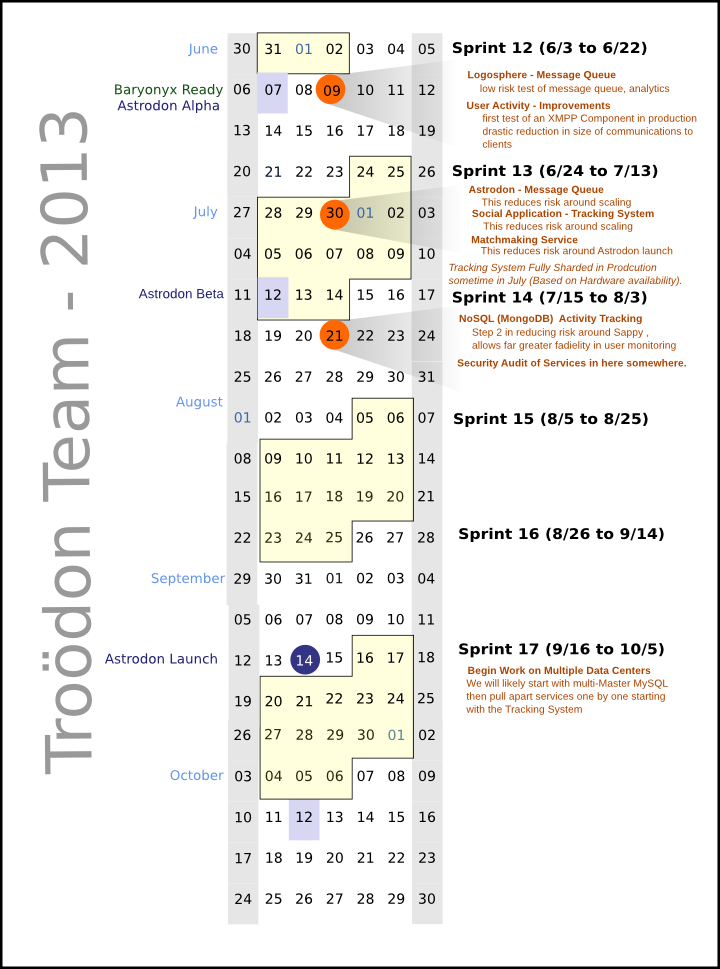 Troödon Team - 2013
June 30 31 01 02 03 04 05
Baryonyx Ready
Astrodon Alpha
06 07 08 09 10 11 12
13 14 15 16 17 18 19
20 21 22 23 24 25 26
July 27 28 29 30 01 02 03
04 05 06 07 08 09 10
Astrodon Beta 11 12 13 14 15 16 17
18 19 20 21 22 23 24
25 26 27 28 29 30 31
August
01 02 03 04 05 06 07
08 09 10 11 12 13 14
15 16 17 18 19 20 21
22 23 24 25 26 27 28
September 29 30 31 01 02 03 04
05 06 07 08 09 10 11
Astrodon Launch 12 13 14 15 16 17 18
19 20 21 22 23 24 25
26 27 28 29 30 01 02
October 03 04 05 06 07 08 09
10 11 12 13 14 15 16
17 18 19 20 21 22 23
24 25 26 27 28 29 30
Sprint 12 (6/3 to 6/22)
Logosphere - Message Queue
low risk test of message queue, analytics
User Activity - Improvements
first test of an XMPP Component in production
drastic reduction in size of communications to
clients
Sprint 13 (6/24 to 7/13)
Astrodon - Message Queue
This reduces risk around scaling
Social Application - Tracking System
This reduces risk around scaling
Matchmaking Service
This reduces risk around Astrodon launch
Tracking System Fully Sharded in Prodcution
sometime in July (Based on Hardware availability).
Sprint 14 (7/15 to 8/3)
NoSQL (MongoDB) Activity Tracking
Step 2 in reducing risk around Sappy ,
allows far greater fadielity in user monitoring
Security Audit of Services in here somewhere.
Sprint 15 (8/5 to 8/25)
Sprint 16 (8/26 to 9/14)
Sprint 17 (9/16 to 10/5)
Begin Work on Multiple Data Centers
We will likely start with multi-Master MySQL
then pull apart services one by one starting
with the Tracking System